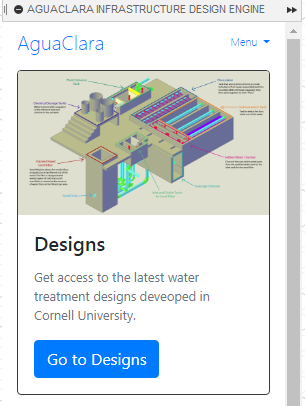 AGUACLARA INFRASTRUCTURE DESIGN ENGINE
AguaClara
Menu
Designs
Get access to the latest water
treatment designs deveoped in
Cornell University.
Go to Designs